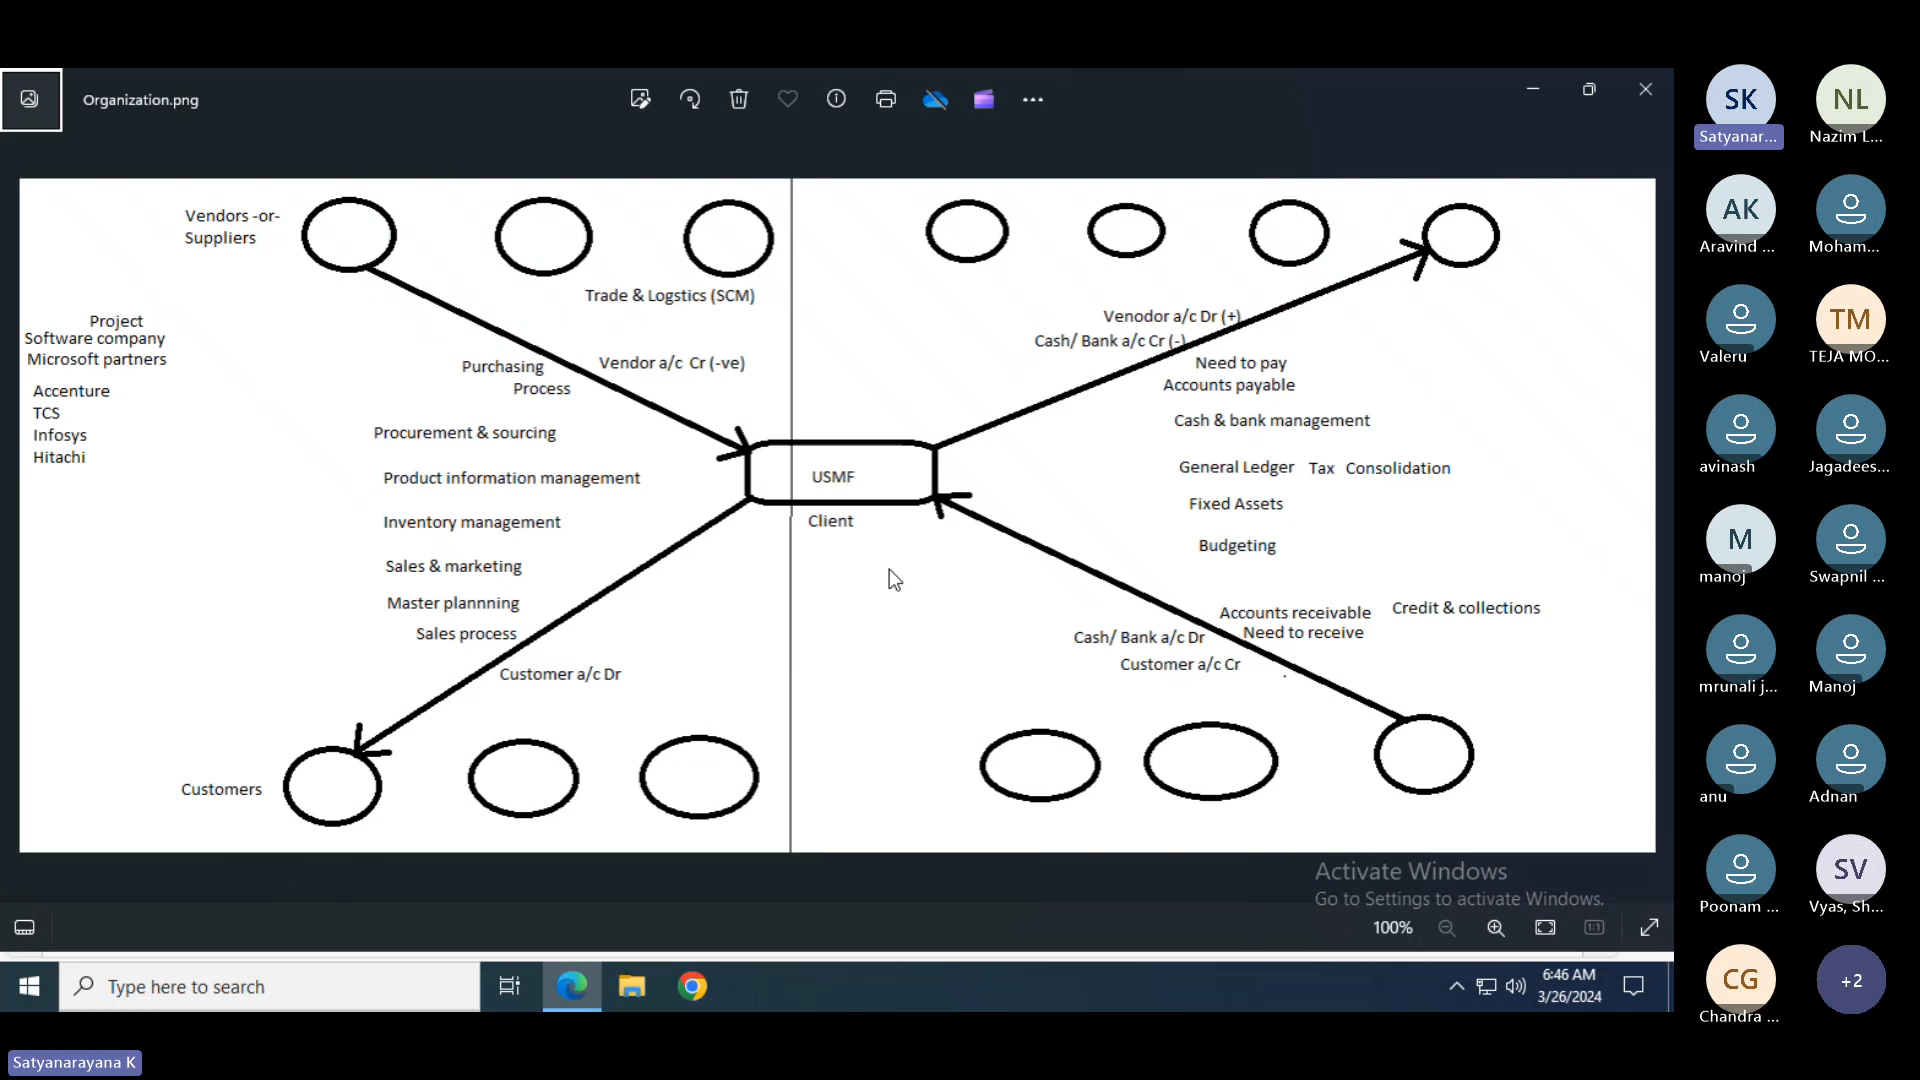 Organization.png
Vendors -or-
Suppliers
Trade & Logstics (SCM)
Project
Software company
Microsoft partners
Accenture
TCS
Infosys
Hitachi
Purchasing
Process
Vendor a/c Cr (-ve)
Procurement & sourcing
Product information management
Inventory management
Sales & marketing
Master plannning
Sales process
Customer a/c Dr
Customers
USMF
Client
Venodor a/c Dr (+)
Cash/ Bank a/c Cr (-)
Need to pay
Accounts payable
Cash & bank management
General Ledger Tax Consolidation
Fixed Assets
Budgeting
Accounts receivable Credit & collections
Need to receive
Cash/ Bank a/c Dr
Customer a/c Cr
Activate Windows
Go to Settings to activate Windows.
100%
1:1
Type here to search
6:46 AM
3/26/2024
SK
Satyanar...
NL
Nazim L...
AK
Aravind ...
Moham...
Valeru
TM
TEJA MO...
avinash
Jagadees...
M
manoj
Swapnil ...
mrunali j...
Manoj
anu
Adnan
Poonam ...
SV
Vyas, Sh...
CG
Chandra ...
+2
Satyanarayana K